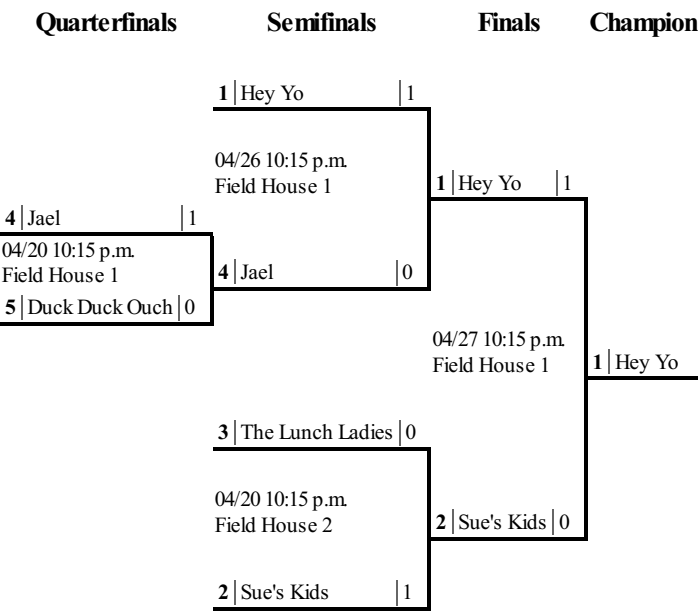 Quarterfinals Semifinals Finals Champion
1 Hey Yo 1
04/26 10:15 p.m.
Field House 1
1 Hey Yo 1
4 Jael 1
04/20 10:15 p.m.
Field House 1
4 Jael 0
5 Duck Duck Ouch 0
04/27 10:15 p.m.
Field House 1
1 Hey Yo
3 The Lunch Ladies 0
04/20 10:15 p.m.
Field House 2
2 Sue's Kids 0
2 Sue's Kids 1